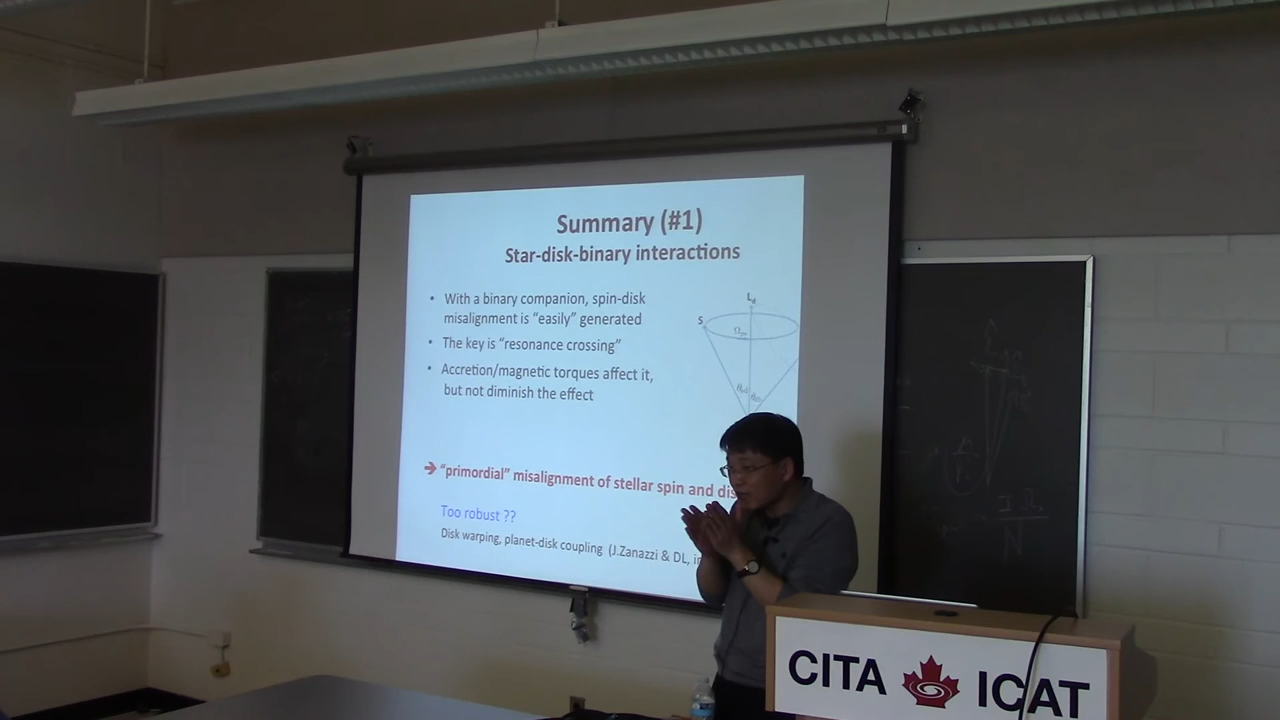 Summary (#1)
Star-disk-binary interactions
• With a binary companion, spin-disk
misalignment is "easily" generated
• The key is "resonance crossing"
• Accretion/magnetic torques affect it,
but not diminish the effect
L_d
S
➔ "primordial" misalignment of stellar spin and
Too robust ??
Disk warping, planet-disk coupling (J.Zanazzi & DL,
CITA ICAT
N